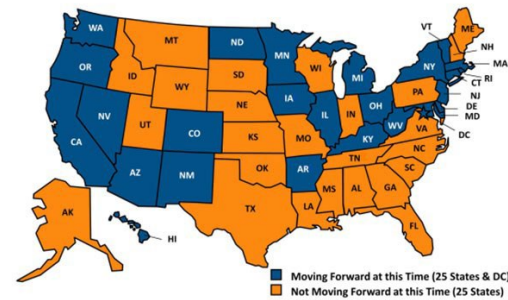 WA
MT
ND
MN
VT
ME
OR
ID
SD
WI
MI
NY
NH
MA
WY
RI
CT
NV
NE
IA
PA
NJ
IL
IN
OH
DE
UT
CO
WV
MD
CA
KS
MO
KY
VA
DC
AZ
NM
OK
AR
TN
NC
SC
TX
LA
MS
AL
GA
AK
FL
HI
Moving Forward at this Time (25 States & DC)
Not Moving Forward at this Time (25 States)